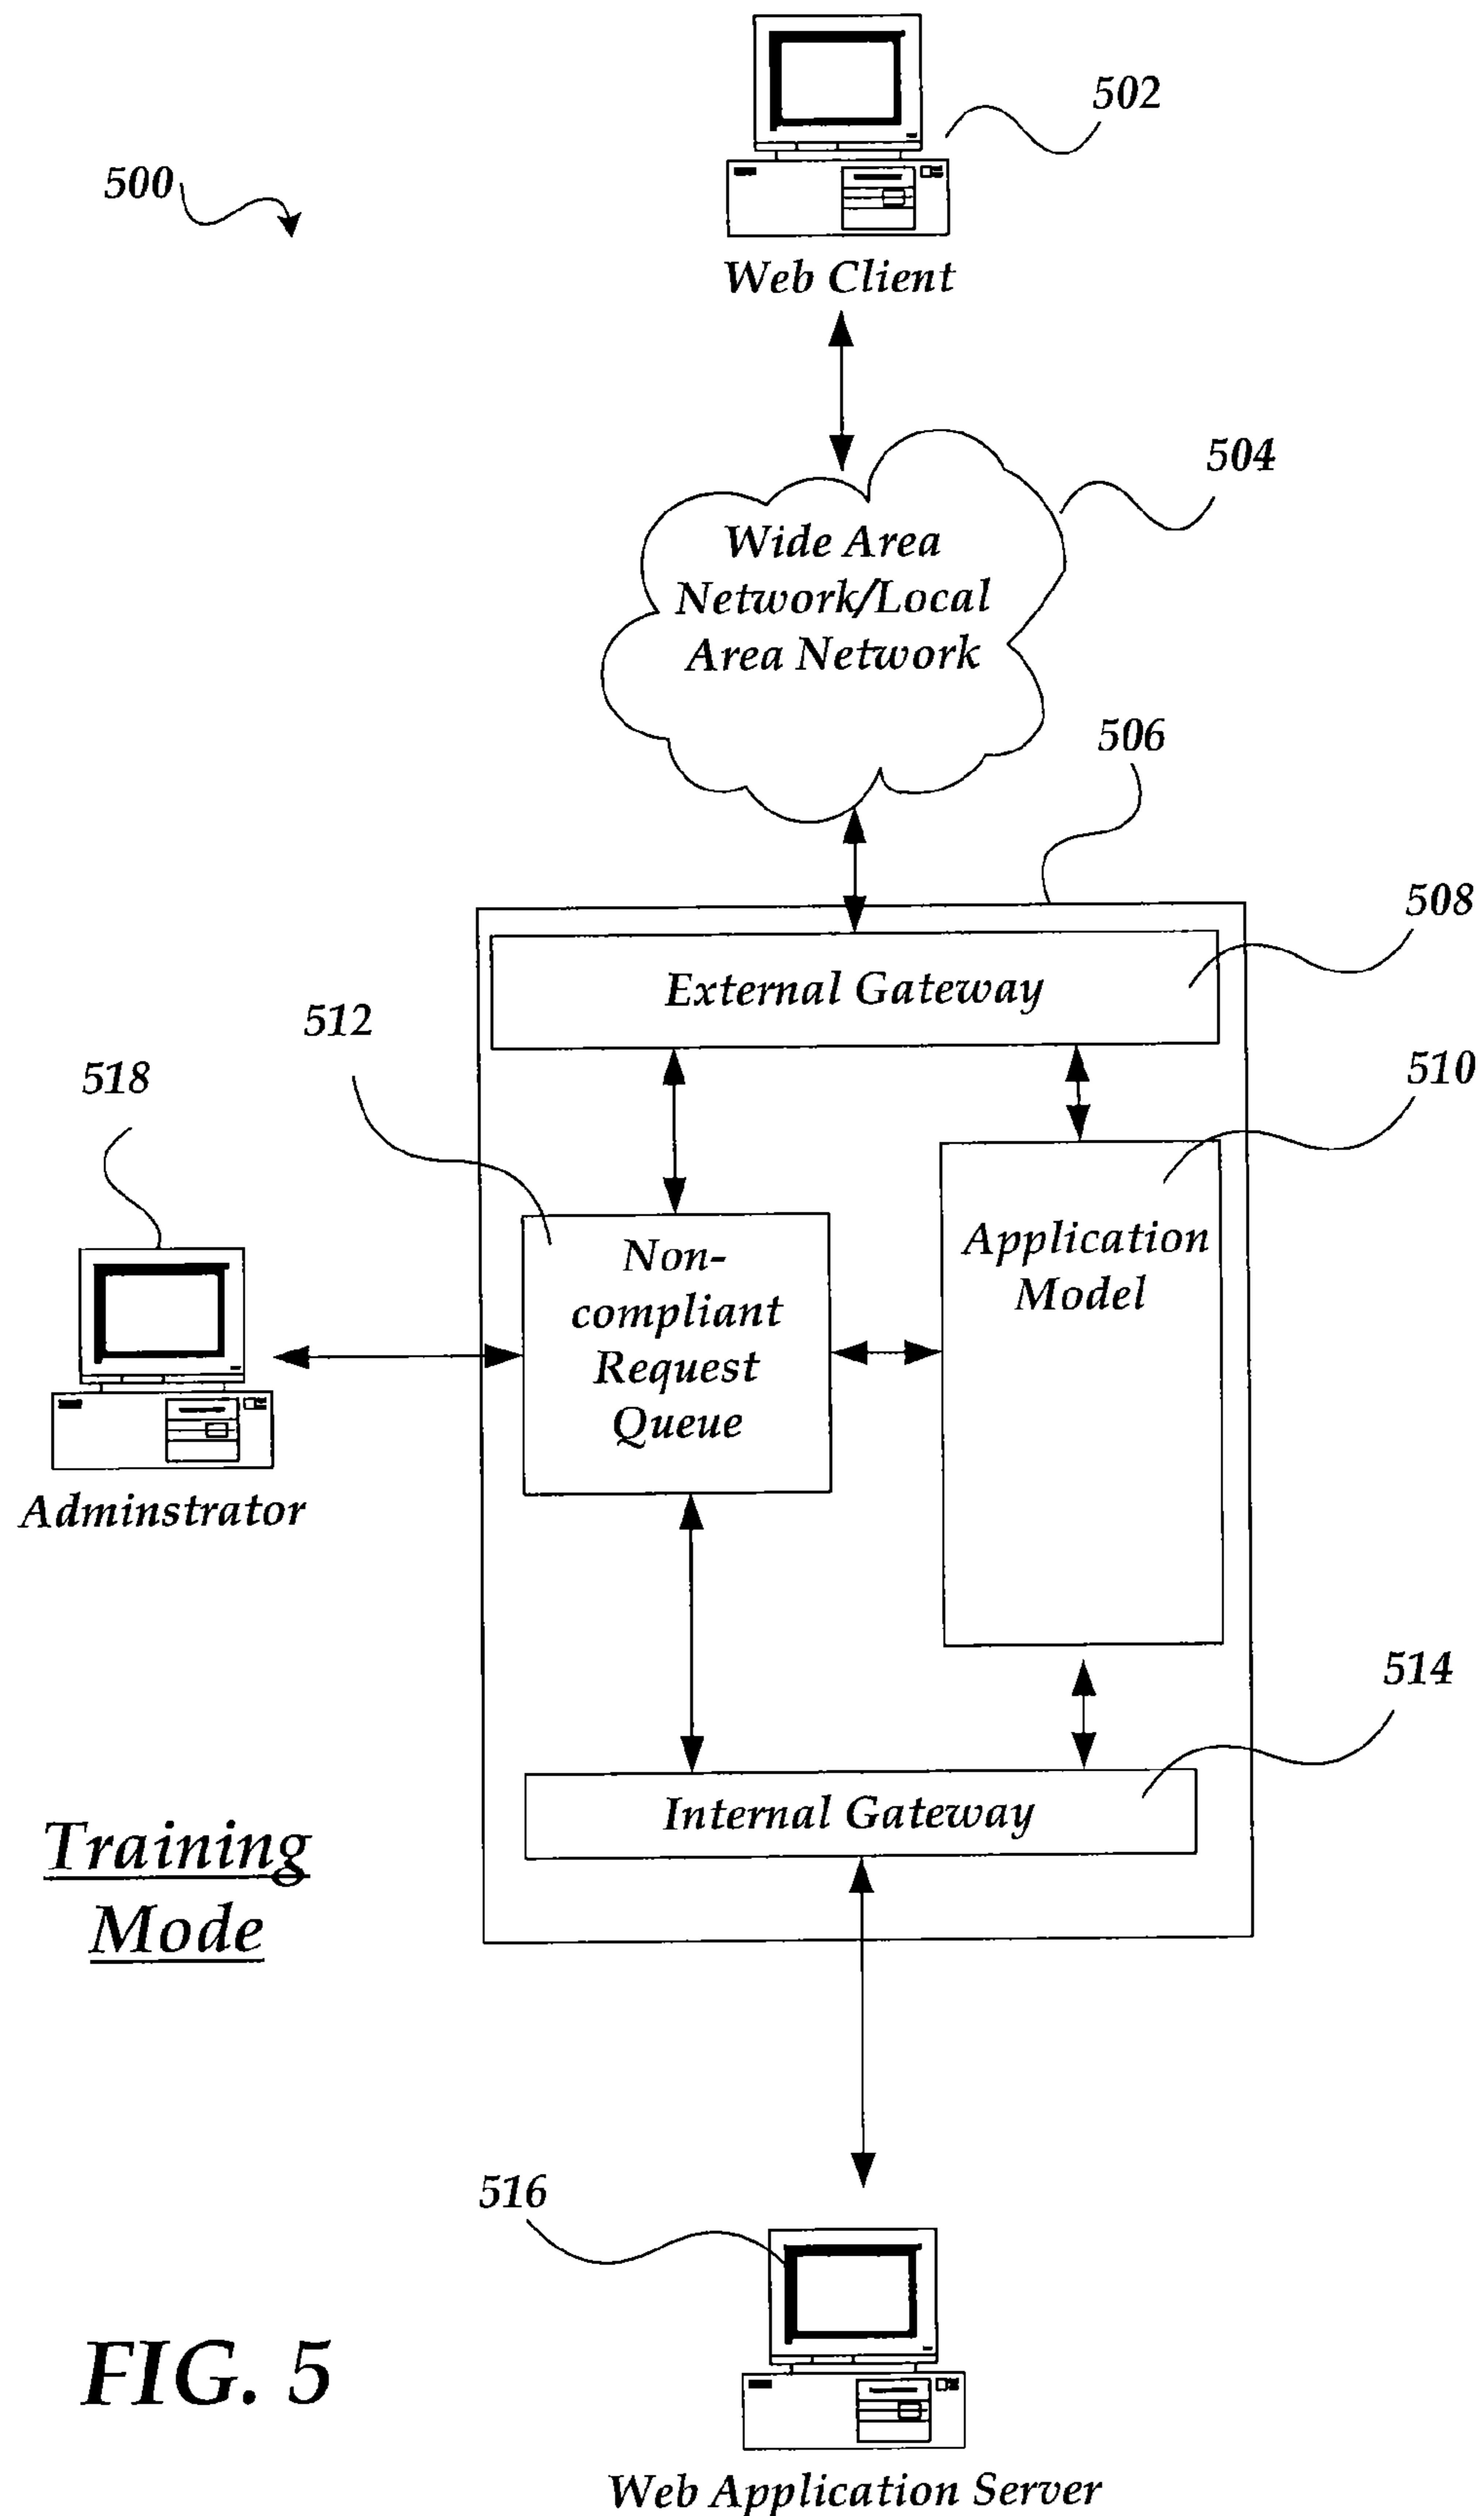 502
500
Web Client
504
Wide Area
Network/Local
Area Network
506
508
External Gateway
512
518
510
Non-
compliant
Request
Queue
Application
Model
Adminstrator
514
Internal Gateway
Training
Mode
516
FIG. 5
Web Application Server